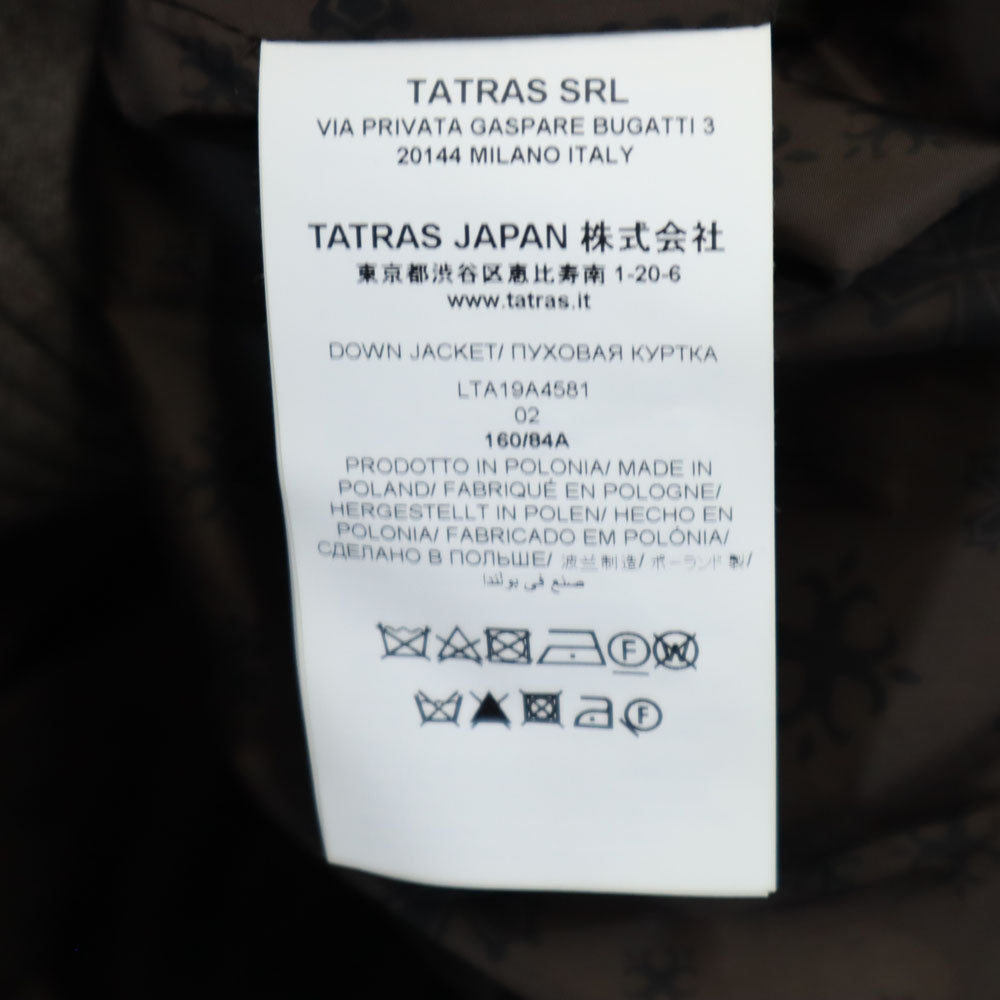 TATRAS SRL
VIA PRIVATA GASPARE BUGATTI 3
20144 MILANO ITALY
TATRAS JAPAN 株式会社
東京都渋谷区恵比寿南 1-20-6
www.tatras.it
DOWN JACKET/ ПУХОВАЯ КУРТКА
LTA19A4581
02
160/84A
PRODOTTO IN POLONIA/ MADE IN
POLAND/ FABRIQUÉ EN POLOGNE/
HERGESTELLT IN POLEN/ HECHO EN
POLONIA/ FABRICADO EM POLÓNIA/
СДЕЛАНО В ПОЛЬШЕ/ 波兰制造/ ポーランド製/
صنع في بولندا
F W
F